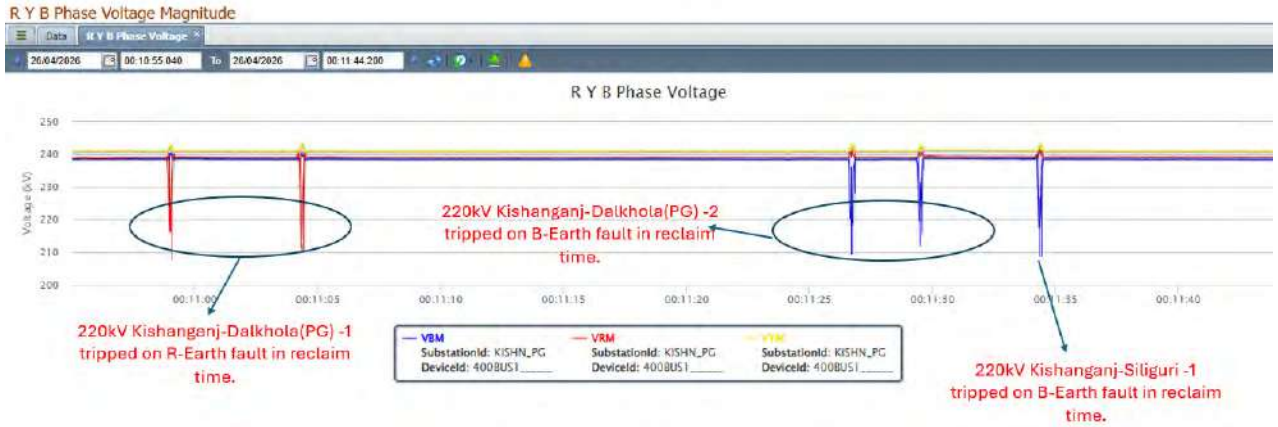 R Y B Phase Voltage Magnitude
Data R Y B Phase Voltage
26/04/2026 00:10:55.040 To 26/04/2026 00:11:44.200
R Y B Phase Voltage
250
240
230
220
210
200
Voltage (kV)
220kV Kishanganj-Dalkhola(PG) -2
tripped on B-Earth fault in reclaim
time.
00:11:00 00:11:05 00:11:10 00:11:15 00:11:20 00:11:25 00:11:30 00:11:35 00:11:40
220kV Kishanganj-Dalkhola(PG) -1
tripped on R-Earth fault in reclaim
time.
VBM VRM VYM
SubstationId: KISHN_PG SubstationId: KISHN_PG SubstationId: KISHN_PG
DeviceId: 400BUS1_____ DeviceId: 400BUS1_____ DeviceId: 400BUS1_____
220kV Kishanganj-Siliguri -1
tripped on B-Earth fault in reclaim
time.